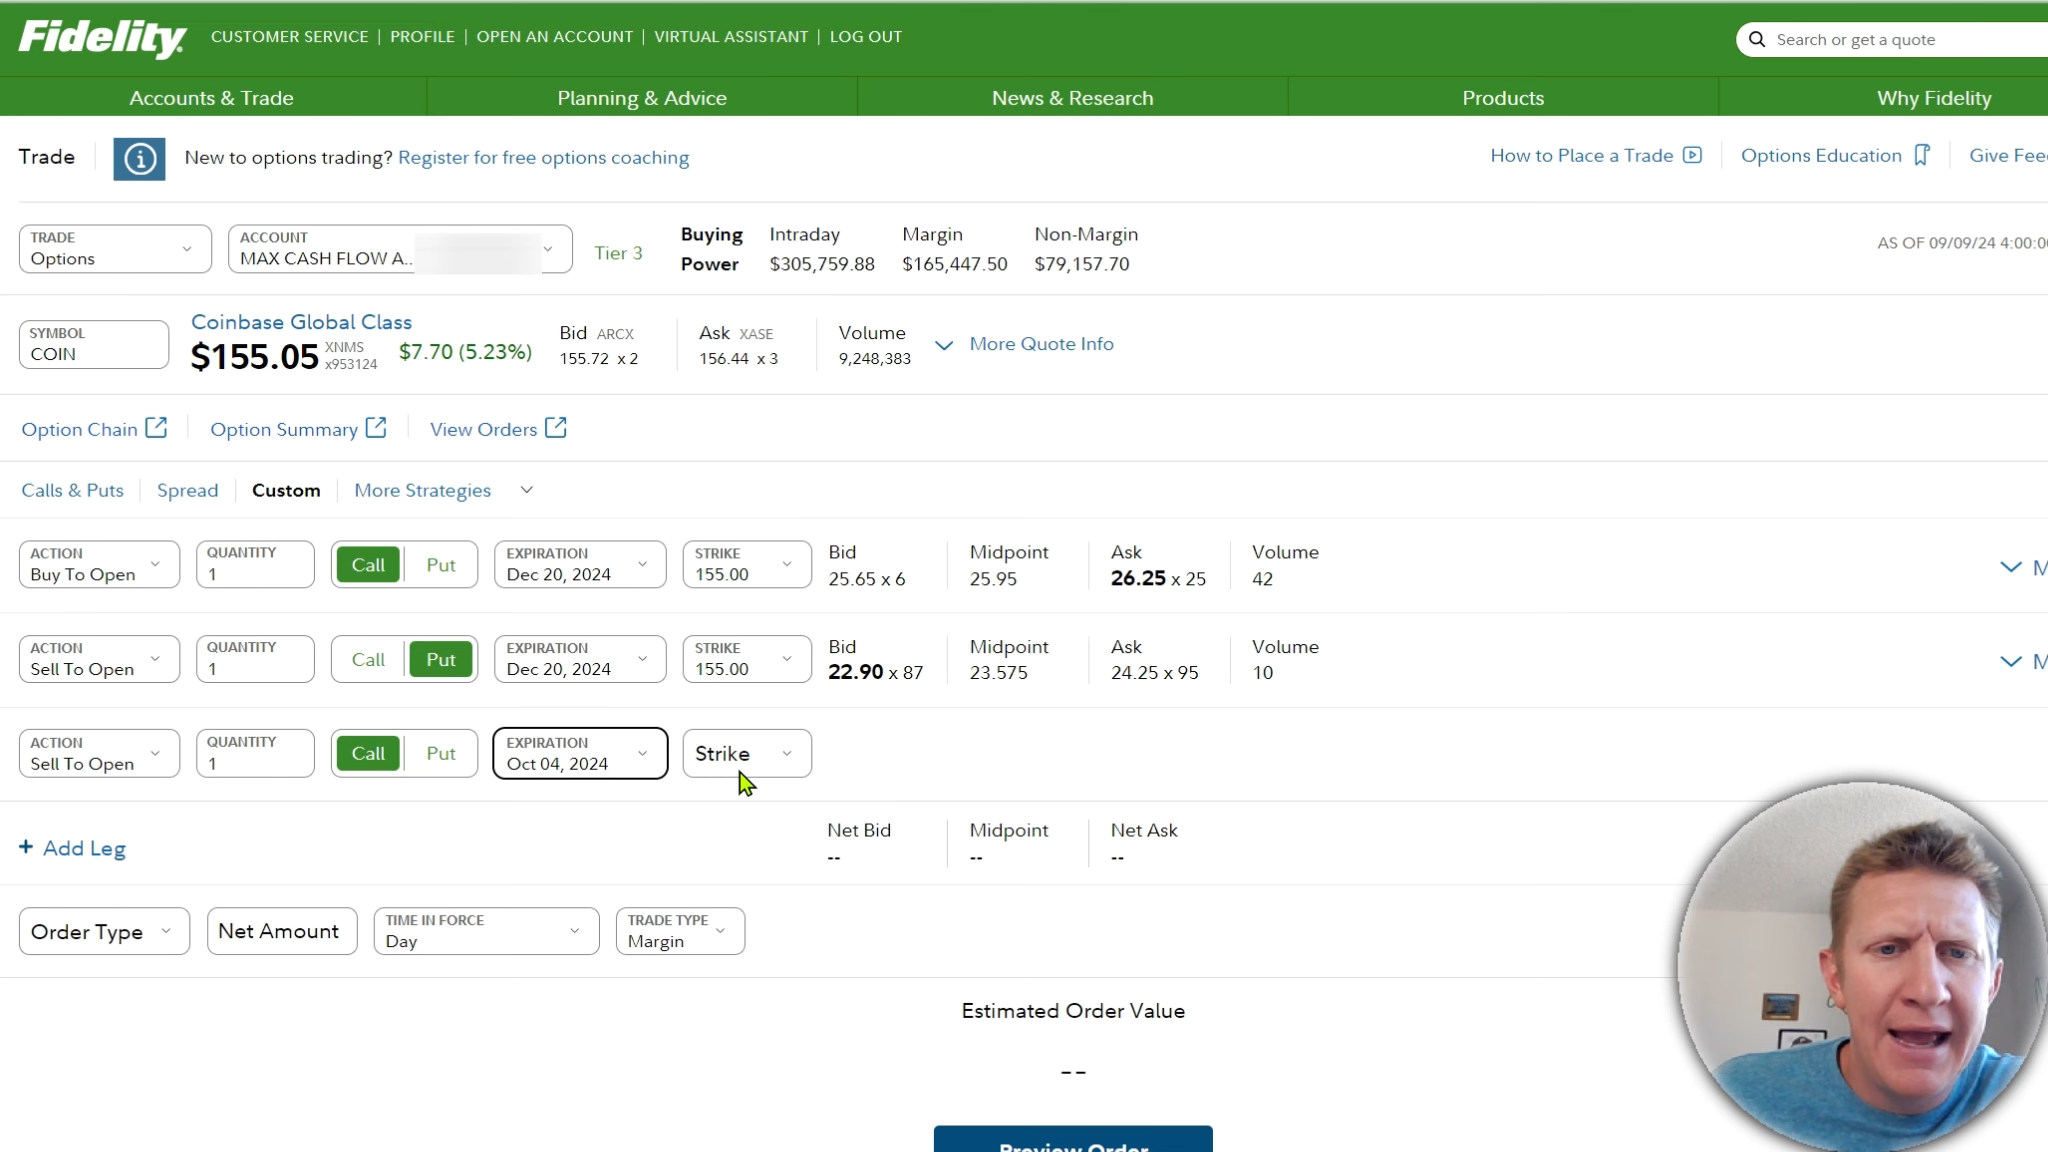 Fidelity
CUSTOMER SERVICE | PROFILE | OPEN AN ACCOUNT | VIRTUAL ASSISTANT | LOG OUT
Search or get a quote
Accounts & Trade
Planning & Advice
News & Research
Products
Why Fidelity
Trade
New to options trading? Register for free options coaching
How to Place a Trade
Options Education
Give Fee
TRADE
Options
ACCOUNT
MAX CASH FLOW A..
Tier 3
Buying Power
Intraday
$305,759.88
Margin
$165,447.50
Non-Margin
$79,157.70
AS OF 09/09/24 4:00:0
SYMBOL
COIN
Coinbase Global Class
$155.05 XNMS x953124 $7.70 (5.23%)
Bid ARCX
155.72 x 2
Ask XASE
156.44 x 3
Volume
9,248,383
More Quote Info
Option Chain
Option Summary
View Orders
Calls & Puts
Spread
Custom
More Strategies
ACTION
Buy To Open
QUANTITY
1
Call
Put
EXPIRATION
Dec 20, 2024
STRIKE
155.00
Bid
25.65 x 6
Midpoint
25.95
Ask
26.25 x 25
Volume
42
M
ACTION
Sell To Open
QUANTITY
1
Call
Put
EXPIRATION
Dec 20, 2024
STRIKE
155.00
Bid
22.90 x 87
Midpoint
23.575
Ask
24.25 x 95
Volume
10
M
ACTION
Sell To Open
QUANTITY
1
Call
Put
EXPIRATION
Oct 04, 2024
Strike
+ Add Leg
Net Bid
--
Midpoint
--
Net Ask
--
Order Type
Net Amount
TIME IN FORCE
Day
TRADE TYPE
Margin
Estimated Order Value
--
Preview Order